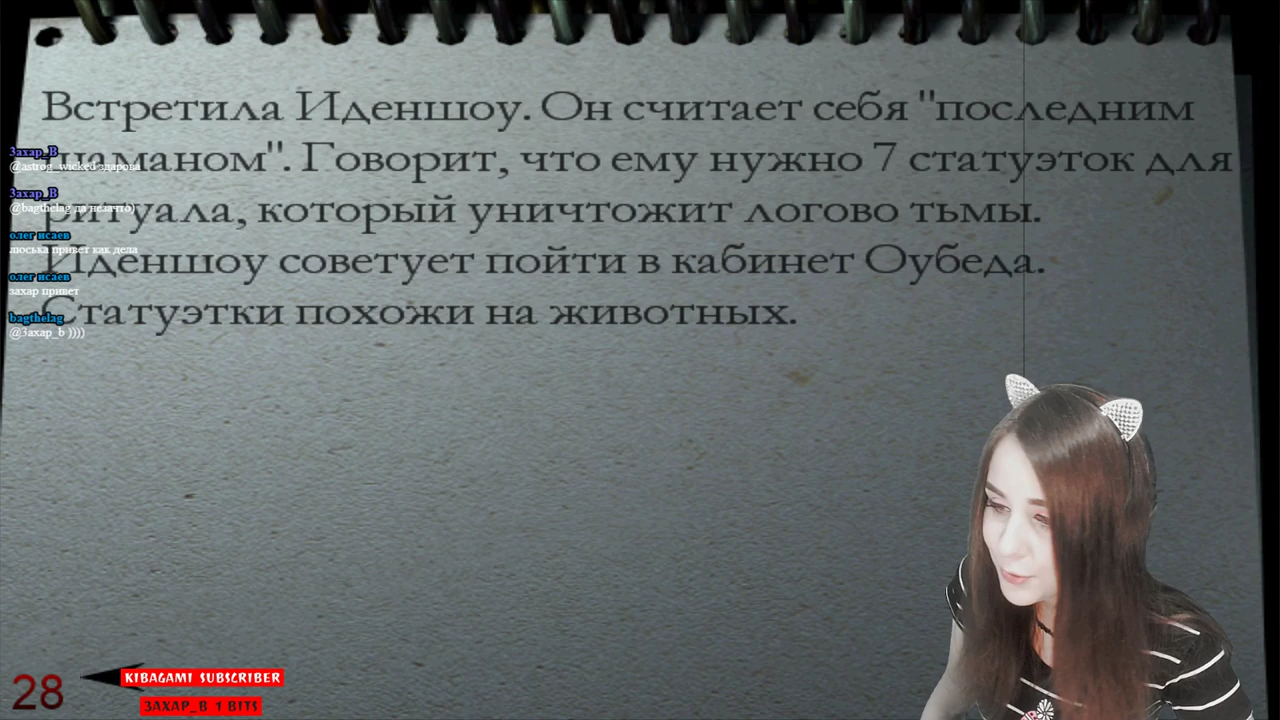 Встретила Иденшоу. Он считает себя "последним
шаманом". Говорит, что ему нужно 7 статуэток для
ритуала, который уничтожит логово тьмы.
Иденшоу советует пойти в кабинет Оубеда.
Статуэтки похожи на животных.
Захар_В
@astrog_wicked здарова
Захар_В
@bagthelag да незачто)
олег исаев
люська привет как дела
олег исаев
захар привет
bagthelag
@Захар_b ))))
28
KIBAGAMI SUBSCRIBER
ЗАХАР_В 1 BITS